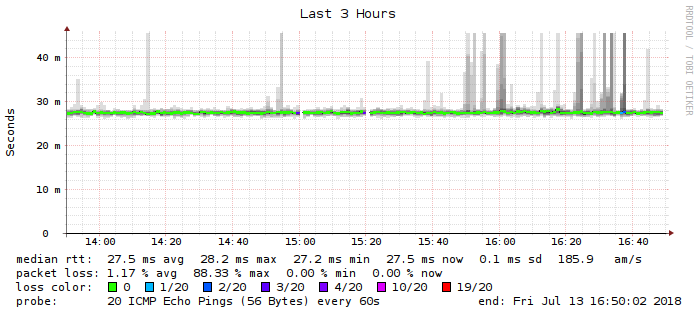 Last 3 Hours
RRDTOOL / TOBI OETIKER
Seconds
40 m
30 m
20 m
10 m
0
14:00 14:20 14:40 15:00 15:20 15:40 16:00 16:20 16:40
median rtt: 27.5 ms avg 28.2 ms max 27.2 ms min 27.5 ms now 0.1 ms sd 185.9 am/s
packet loss: 1.17 % avg 88.33 % max 0.00 % min 0.00 % now
loss color: 0 1/20 2/20 3/20 4/20 10/20 19/20
probe: 20 ICMP Echo Pings (56 Bytes) every 60s end: Fri Jul 13 16:50:02 2018